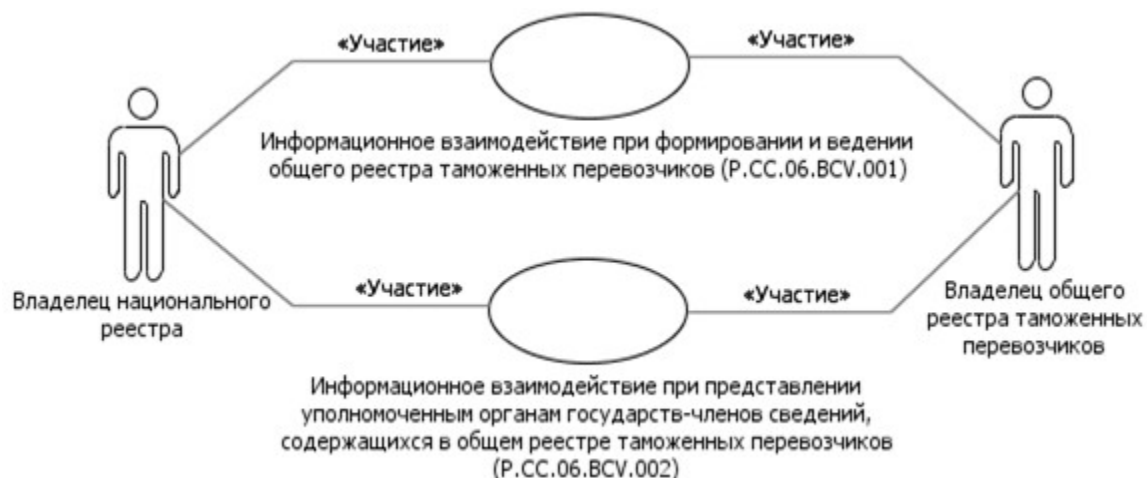 «Участие»
«Участие»
Информационное взаимодействие при формировании и ведении
общего реестра таможенных перевозчиков (P.CC.06.BCV.001)
Владелец национального
реестра
«Участие»
«Участие»
Владелец общего
реестра таможенных
перевозчиков
Информационное взаимодействие при представлении
уполномоченным органам государств-членов сведений,
содержащихся в общем реестре таможенных перевозчиков
(P.CC.06.BCV.002)